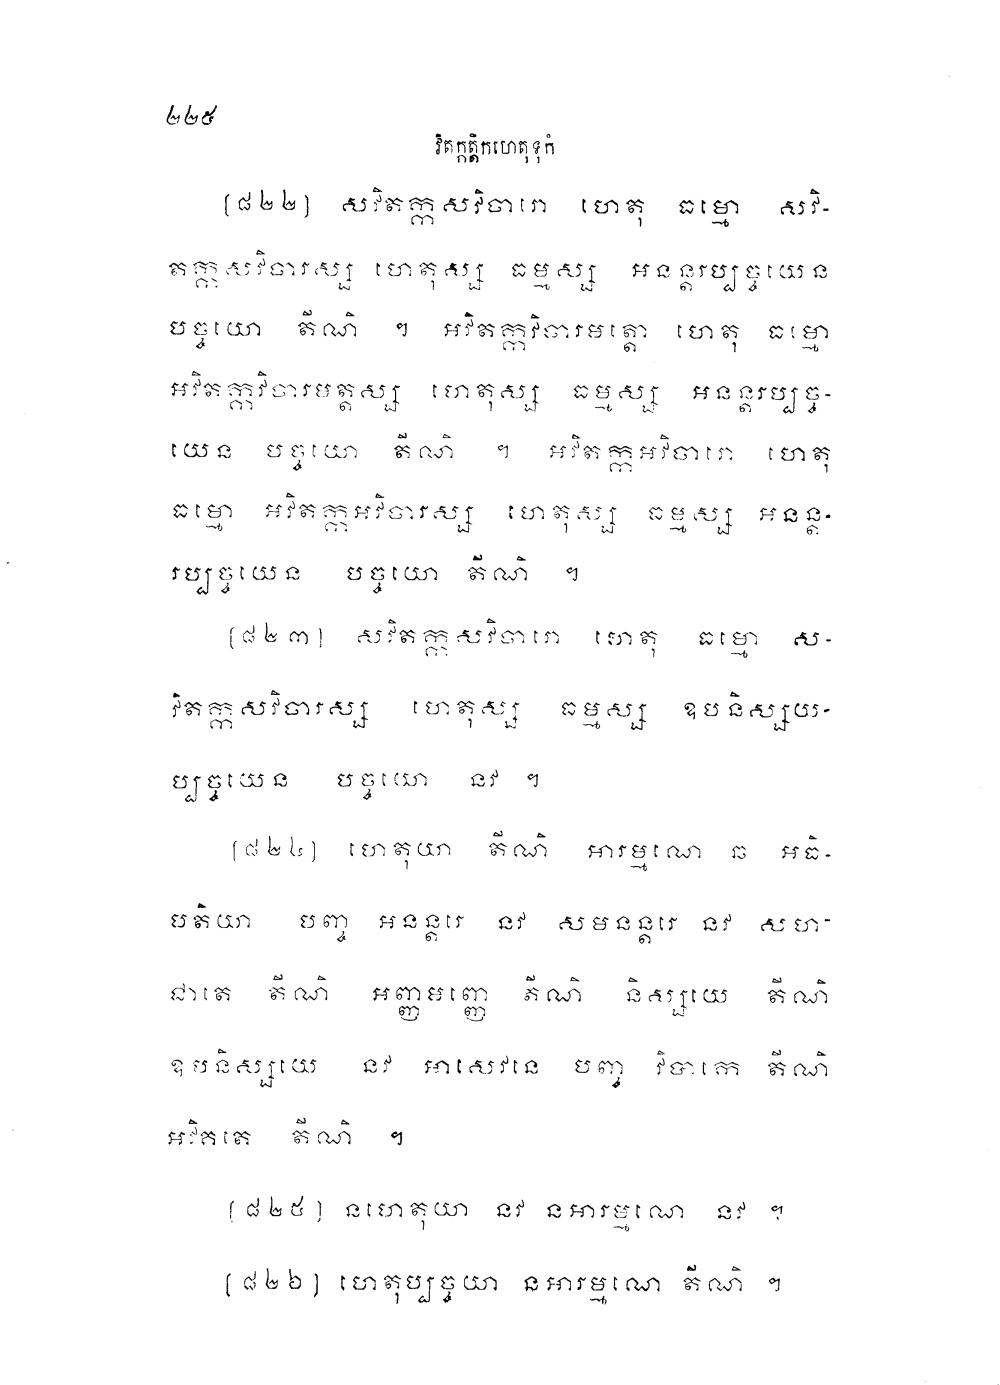 ២២៥
វិតក្កត្តិកហេតុទុកំ
[៨២២] សវិតក្កសវិចារោ ហេតុ ធម្មោ សវិ-
តក្កសវិចារស្ស ហេតុស្ស ធម្មស្ស អនន្តរប្បច្ចយេន
បច្ចយោ តីណិ ។ អវិតក្កវិចារមត្តោ ហេតុ ធម្មោ
អវិតក្កវិចារមត្តស្ស ហេតុស្ស ធម្មស្ស អនន្តរប្បច្ច-
យេន បច្ចយោ តីណិ ។ អវិតក្កអវិចារោ ហេតុ
ធម្មោ អវិតក្កអវិចារស្ស ហេតុស្ស ធម្មស្ស អនន្ត-
រប្បច្ចយេន បច្ចយោ តីណិ ។
[៨២៣] សវិតក្កសវិចារោ ហេតុ ធម្មោ ស-
វិតក្កសវិចារស្ស ហេតុស្ស ធម្មស្ស ឧបនិស្សយ-
ប្បច្ចយេន បច្ចយោ នវ ។
[៨២៤] ហេតុយា តីណិ អារម្មណេ ឆ អធិ-
បតិយា បញ្ច អនន្តរេ នវ សមនន្តរេ នវ សហ-
ជាតេ តីណិ អញ្ញមញ្ញេ តីណិ និស្សយេ តីណិ
ឧបនិស្សយេ នវ អាសេវនេ បញ្ច វិបាកេ តីណិ
អវិគតេ តីណិ ។
[៨២៥] នហេតុយា នវ នអារម្មណេ នវ ។
[៨២៦] ហេតុប្បច្ចយា នអារម្មណេ តីណិ ។